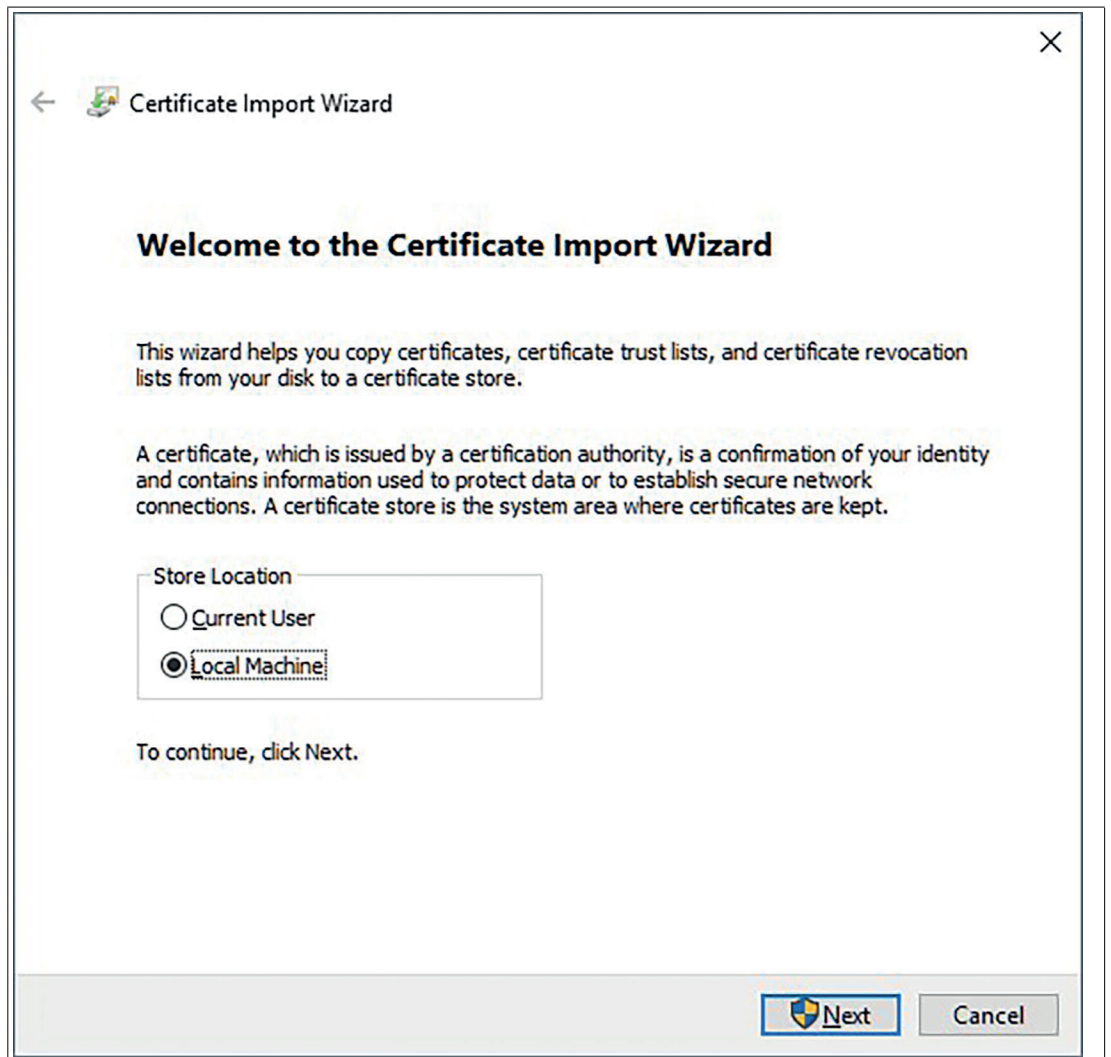 Certificate Import Wizard
Welcome to the Certificate Import Wizard
This wizard helps you copy certificates, certificate trust lists, and certificate revocation
lists from your disk to a certificate store.
A certificate, which is issued by a certification authority, is a confirmation of your identity
and contains information used to protect data or to establish secure network
connections. A certificate store is the system area where certificates are kept.
Store Location
Current User
Local Machine
To continue, click Next.
Next
Cancel